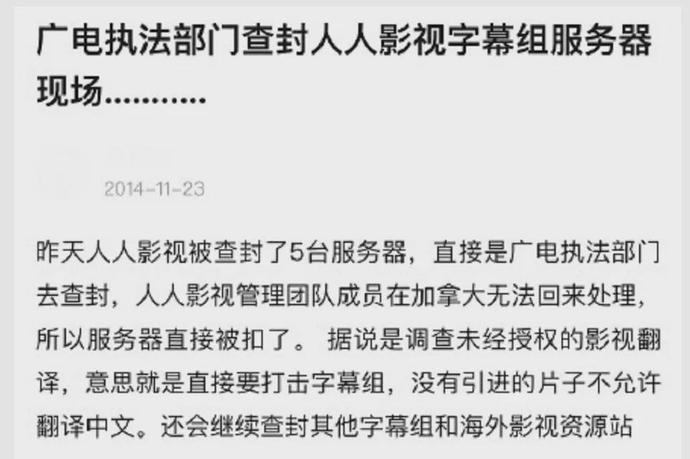 广电执法部门查封人人影视字幕组服务器
现场...........
2014-11-23
昨天人人影视被查封了5台服务器，直接是广电执法部门
去查封，人人影视管理团队成员在加拿大无法回来处理，
所以服务器直接被扣了。 据说是调查未经授权的影视翻
译，意思就是直接要打击字幕组，没有引进的片子不允许
翻译中文。还会继续查封其他字幕组和海外影视资源站